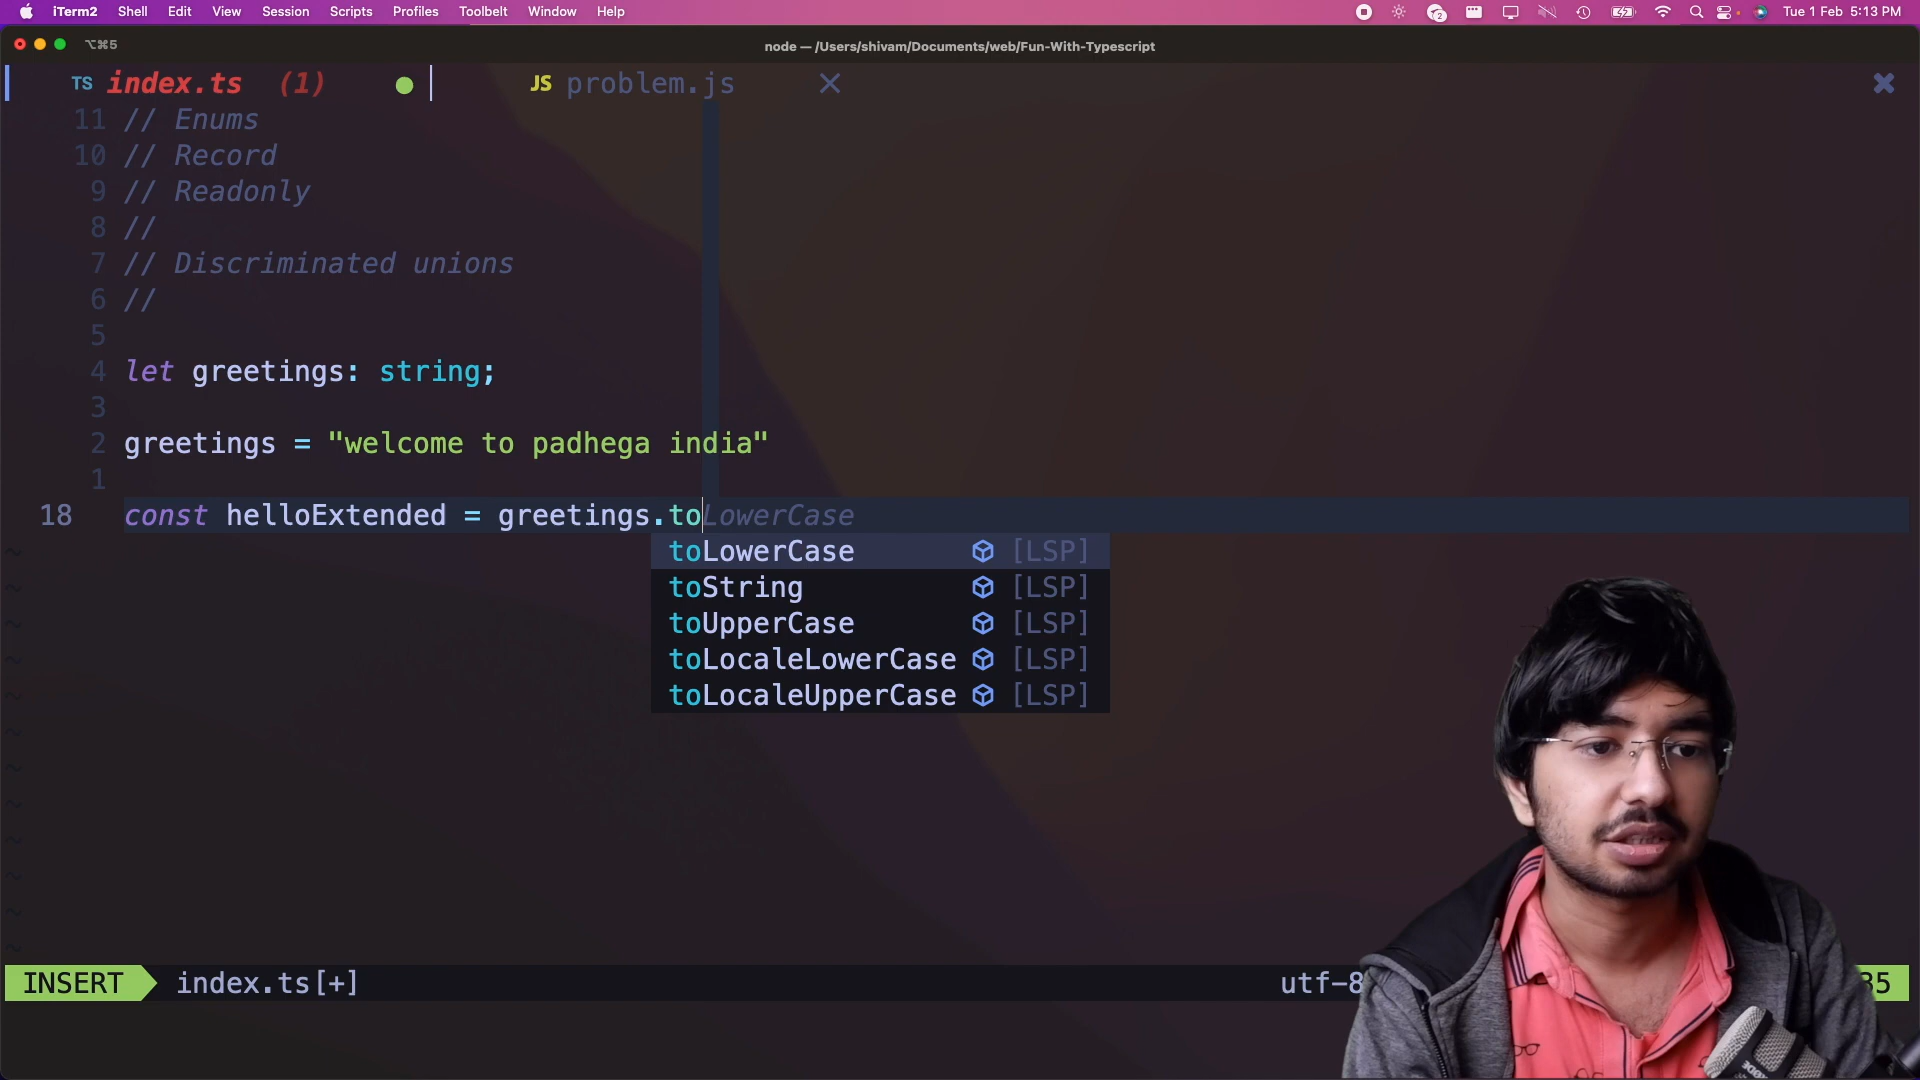 iTerm2 Shell Edit View Session Scripts Profiles Toolbelt Window Help 2 Tue 1 Feb 5:13 PM
⌥⌘5 node — /Users/shivam/Documents/web/Fun-With-Typescript
TS index.ts (1) JS problem.js
11 // Enums
10 // Record
9 // Readonly
8 //
7 // Discriminated unions
6 //
5
4 let greetings: string;
3
2 greetings = "welcome to padhega india"
1
18 const helloExtended = greetings.toLowerCase
toLowerCase [LSP]
toString [LSP]
toUpperCase [LSP]
toLocaleLowerCase [LSP]
toLocaleUpperCase [LSP]
INSERT index.ts[+] utf-8 35